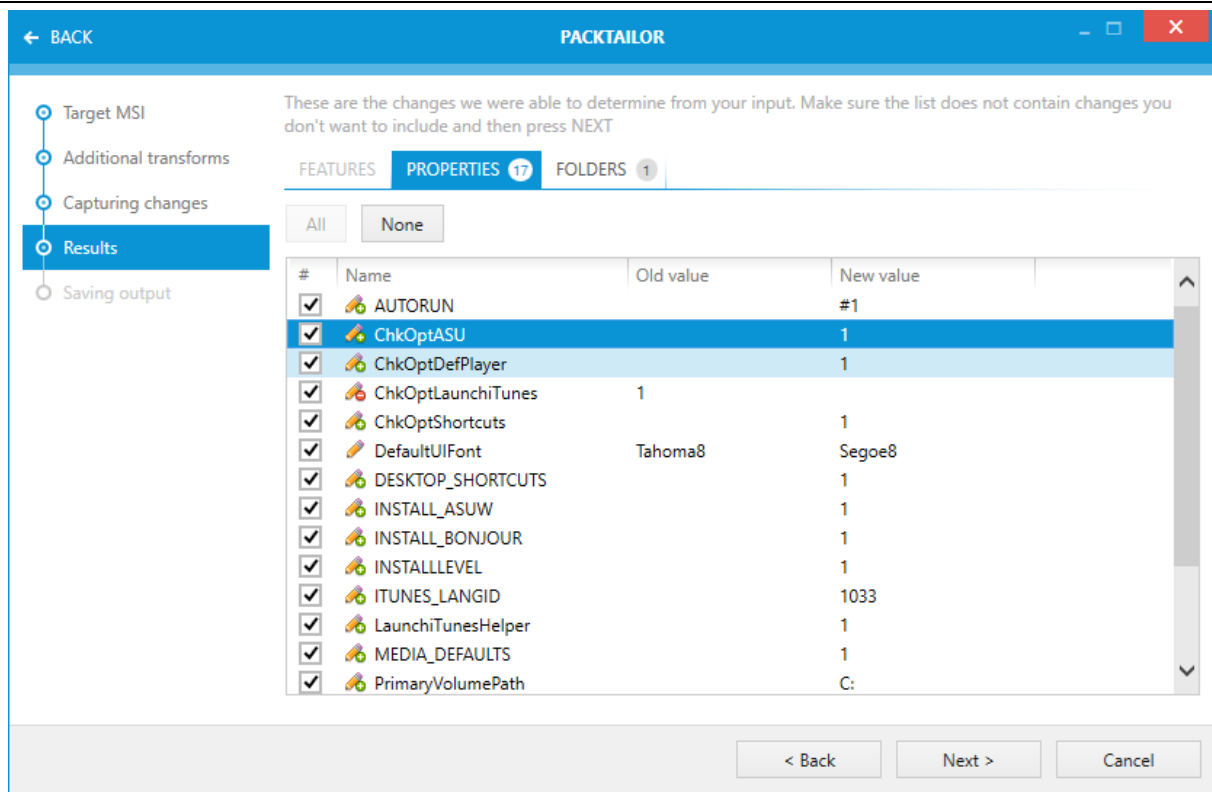 BACK
PACKTAILOR
Target MSI
Additional transforms
Capturing changes
Results
Saving output
These are the changes we were able to determine from your input. Make sure the list does not contain changes you
don't want to include and then press NEXT
FEATURES PROPERTIES 17 FOLDERS 1
All None
# Name Old value New value
AUTORUN #1
ChkOptASU 1
ChkOptDefPlayer 1
ChkOptLaunchiTunes 1
ChkOptShortcuts 1
DefaultUIFont Tahoma8 Segoe8
DESKTOP_SHORTCUTS 1
INSTALL_ASUW 1
INSTALL_BONJOUR 1
INSTALLLEVEL 1
ITUNES_LANGID 1033
LaunchiTunesHelper 1
MEDIA_DEFAULTS 1
PrimaryVolumePath C:
< Back Next > Cancel